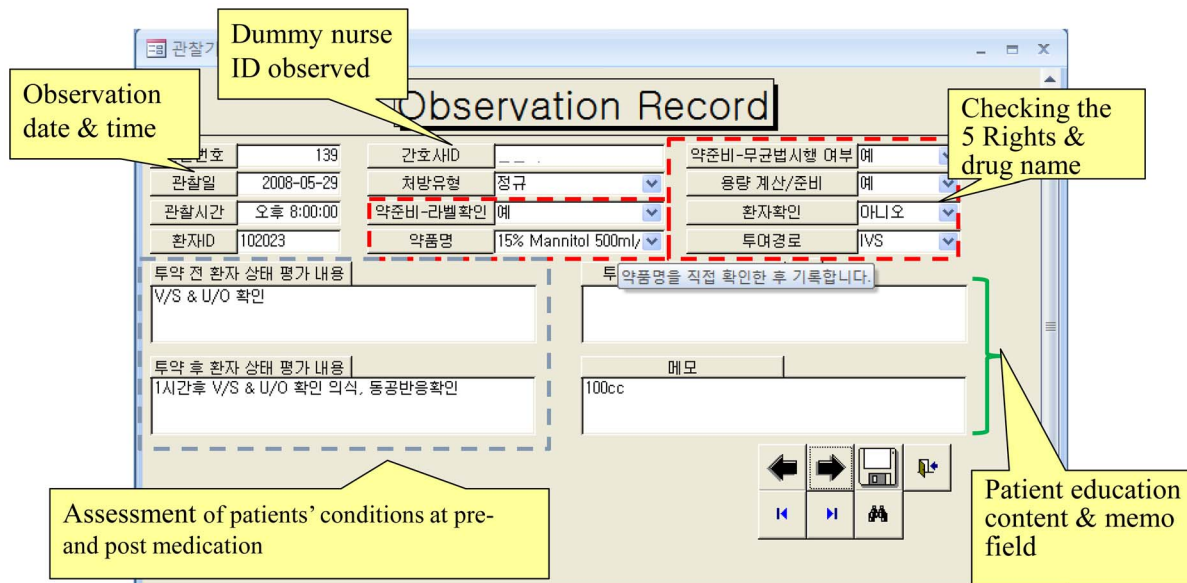 관찰기
Dummy nurse
ID observed
Observation
date & time
Observation Record
Checking the
5 Rights &
drug name
번호 139
간호사ID
약준비-무균법시행 여부 예
관찰일 2008-05-29
처방유형 정규
용량 계산/준비 예
관찰시간 오후 8:00:00
약준비-라벨확인 예
환자확인 아니오
환자ID 102023
약품명 15% Mannitol 500ml/
투여경로 IVS
투약 전 환자 상태 평가 내용
투
약품명을 직접 확인한 후 기록합니다.
V/S & U/O 확인
투약 후 환자 상태 평가 내용
메모
1시간후 V/S & U/O 확인 의식, 동공반응확인
100cc
Assessment of patients' conditions at pre-
and post medication
Patient education
content & memo
field